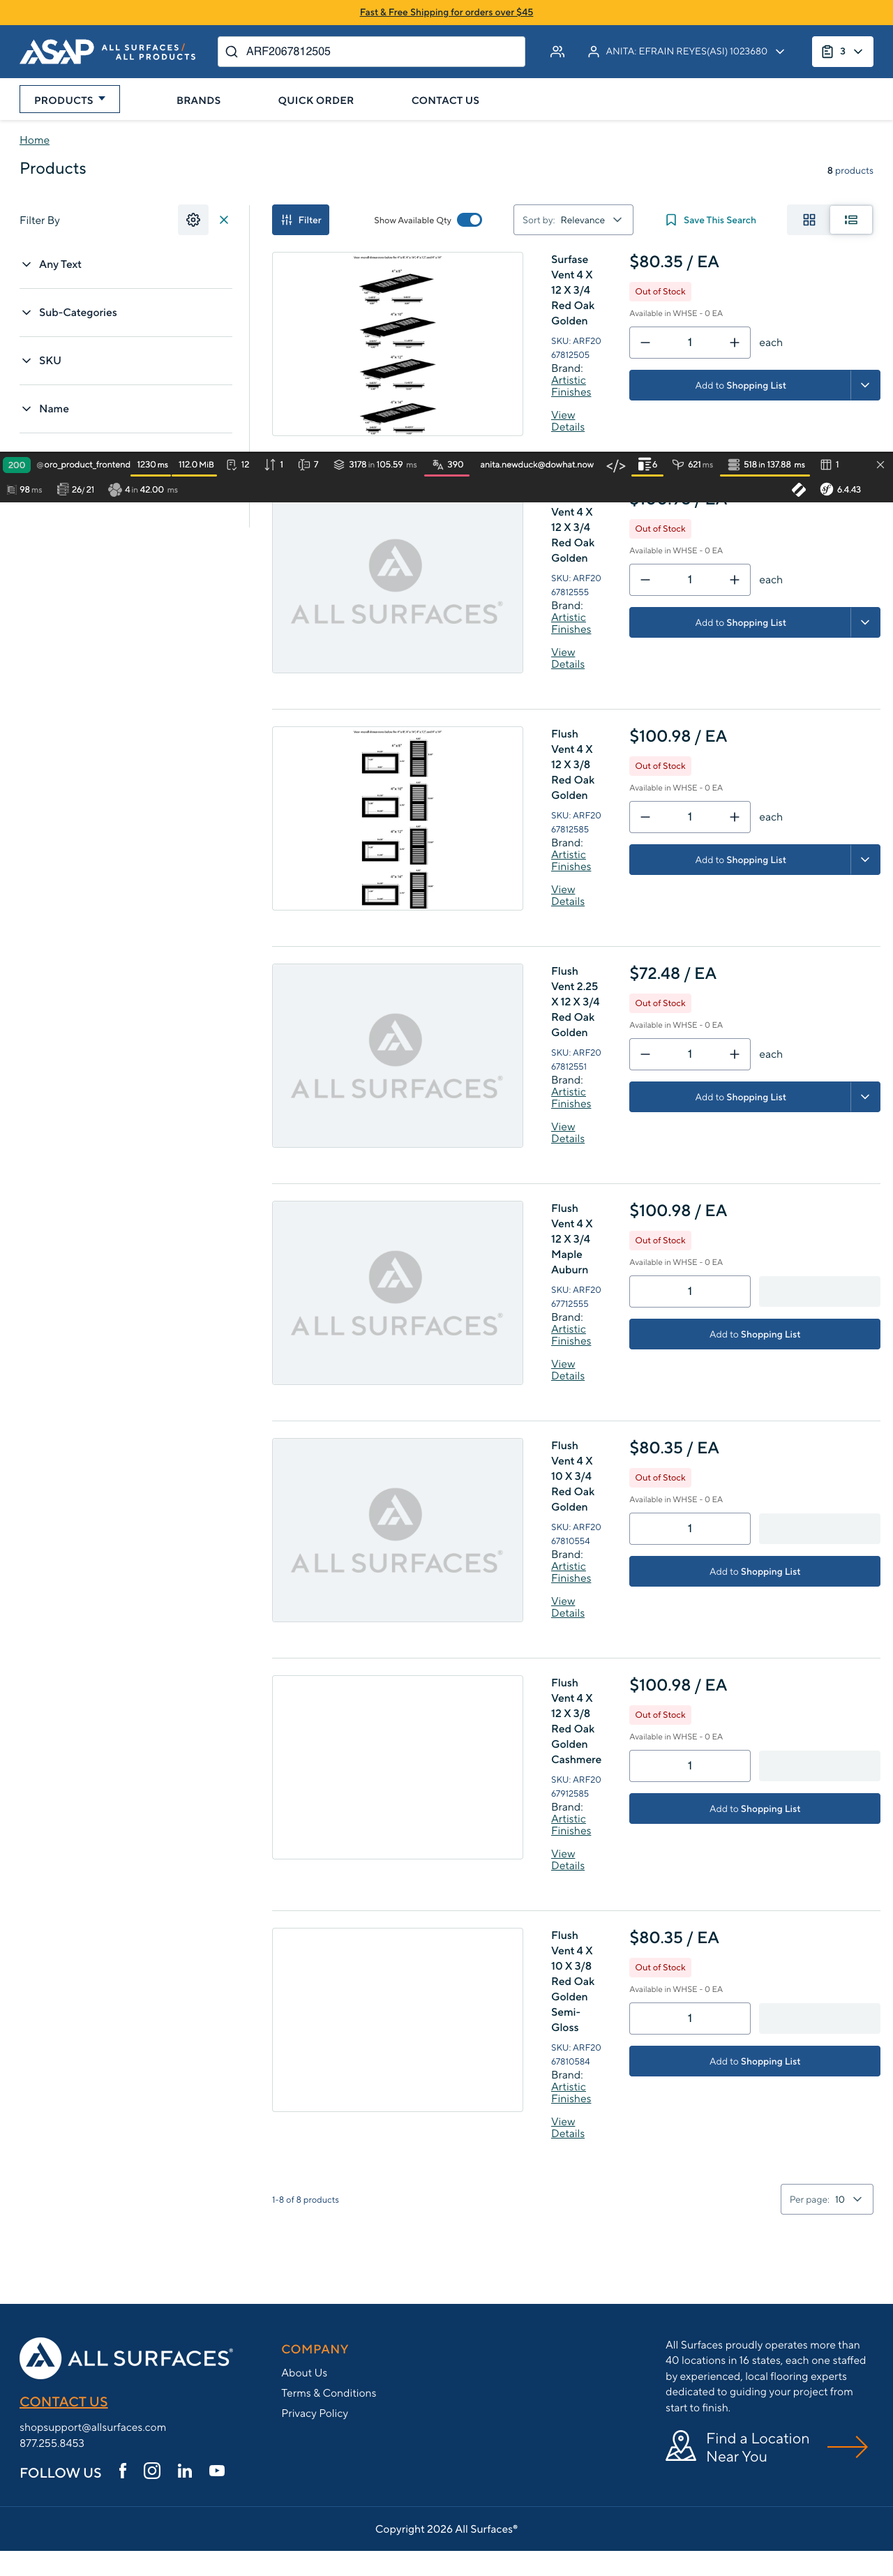 Fast & Free Shipping for orders over $45
ASAP ALL SURFACES/ ALL PRODUCTS
ARF2067812505
ANITA: EFRAIN REYES(ASI) 1023680
3
PRODUCTS
BRANDS
QUICK ORDER
CONTACT US
Home
Products
8 products
Filter By
Filter
Show Available Qty
Sort by: Relevance
Save This Search
Any Text
Sub-Categories
SKU
Name
Surfase
Vent 4 X
12 X 3/4
Red Oak
Golden
SKU: ARF20
67812505
Brand:
Artistic
Finishes
View
Details
$80.35 / EA
Out of Stock
Available in WHSE - 0 EA
1
each
Add to Shopping List
200 @oro_product_frontend 1230 ms 112.0 MiB 12 1 7 3178 in 105.59 ms 390 anita.newduck@dowhat.now </> 6 621 ms 518 in 137.88 ms 1
98 ms 26/ 21 4 in 42.00 ms 6.4.43
ALL SURFACES®
Vent 4 X
12 X 3/4
Red Oak
Golden
SKU: ARF20
67812555
Brand:
Artistic
Finishes
View
Details
$100.98 / EA
Out of Stock
Available in WHSE - 0 EA
1
each
Add to Shopping List
Flush
Vent 4 X
12 X 3/8
Red Oak
Golden
SKU: ARF20
67812585
Brand:
Artistic
Finishes
View
Details
$100.98 / EA
Out of Stock
Available in WHSE - 0 EA
1
each
Add to Shopping List
ALL SURFACES®
Flush
Vent 2.25
X 12 X 3/4
Red Oak
Golden
SKU: ARF20
67812551
Brand:
Artistic
Finishes
View
Details
$72.48 / EA
Out of Stock
Available in WHSE - 0 EA
1
each
Add to Shopping List
ALL SURFACES®
Flush
Vent 4 X
12 X 3/4
Maple
Auburn
SKU: ARF20
67712555
Brand:
Artistic
Finishes
View
Details
$100.98 / EA
Out of Stock
Available in WHSE - 0 EA
1
Add to Shopping List
ALL SURFACES®
Flush
Vent 4 X
10 X 3/4
Red Oak
Golden
SKU: ARF20
67810554
Brand:
Artistic
Finishes
View
Details
$80.35 / EA
Out of Stock
Available in WHSE - 0 EA
1
Add to Shopping List
Flush
Vent 4 X
12 X 3/8
Red Oak
Golden
Cashmere
SKU: ARF20
67912585
Brand:
Artistic
Finishes
View
Details
$100.98 / EA
Out of Stock
Available in WHSE - 0 EA
1
Add to Shopping List
Flush
Vent 4 X
10 X 3/8
Red Oak
Golden
Semi-
Gloss
SKU: ARF20
67810584
Brand:
Artistic
Finishes
View
Details
$80.35 / EA
Out of Stock
Available in WHSE - 0 EA
1
Add to Shopping List
1-8 of 8 products
Per page: 10
ALL SURFACES®
CONTACT US
shopsupport@allsurfaces.com
877.255.8453
FOLLOW US
COMPANY
About Us
Terms & Conditions
Privacy Policy
All Surfaces proudly operates more than
40 locations in 16 states, each one staffed
by experienced, local flooring experts
dedicated to guiding your project from
start to finish.
Find a Location
Near You
Copyright 2026 All Surfaces®